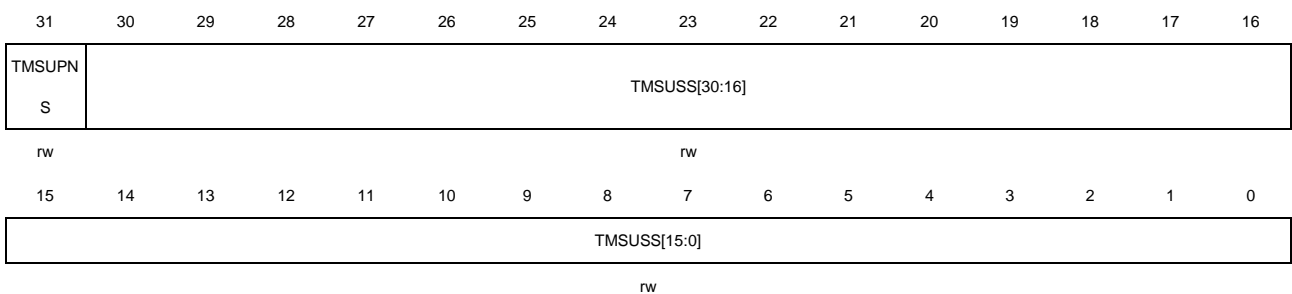 31 30 29 28 27 26 25 24 23 22 21 20 19 18 17 16
TMSUPN
S
TMSUSS[30:16]
rw rw
15 14 13 12 11 10 9 8 7 6 5 4 3 2 1 0
TMSUSS[15:0]
rw